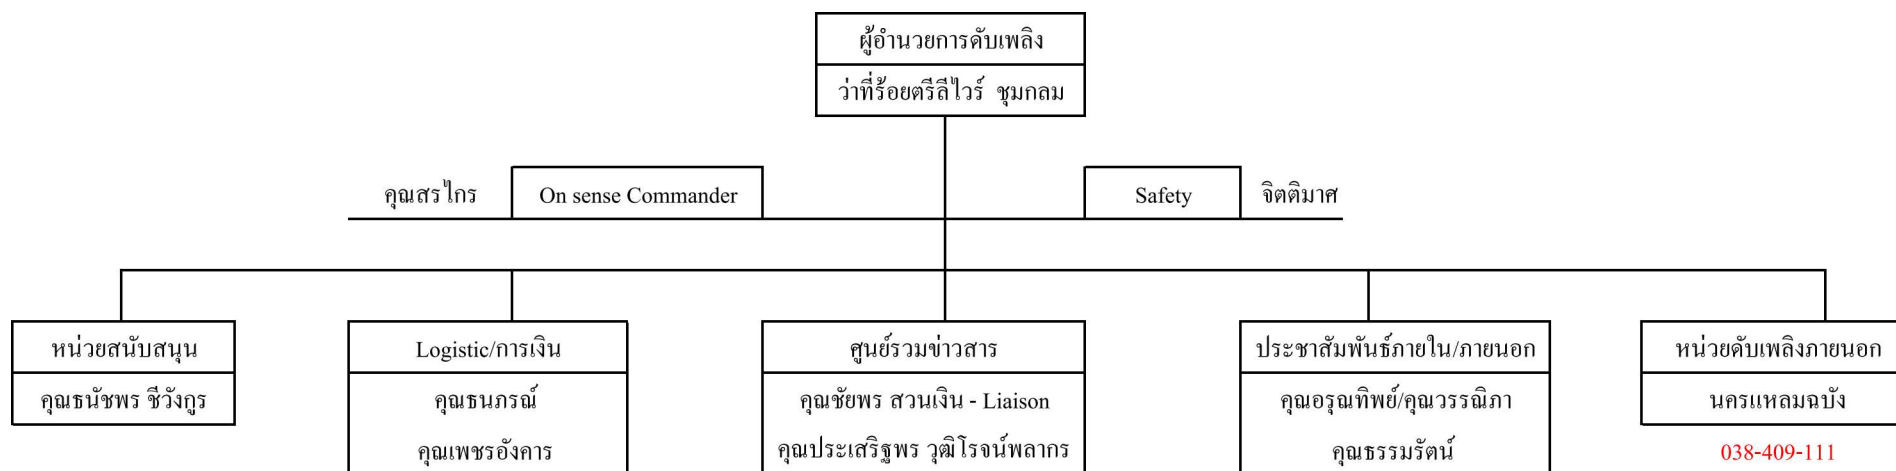 ผู้อำนวยการดับเพลิง
ว่าที่ร้อยตรีลีไวร์ ชุมกลม
คุณสรไกร
On sense Commander
Safety
จิตติมาศ
หน่วยสนับสนุน
คุณธนัชพร ชีวังกูร
Logistic/การเงิน
คุณธนภรณ์
คุณเพชรอังคาร
ศูนย์รวมข่าวสาร
คุณชัยพร สวนเงิน - Liaison
คุณประเสริฐพร วุฒิโรจน์พลากร
ประชาสัมพันธ์ภายใน/ภายนอก
คุณอรุณทิพย์/คุณวรรณิภา
คุณธรรมรัตน์
หน่วยดับเพลิงภายนอก
นครแหลมฉบัง
038-409-111